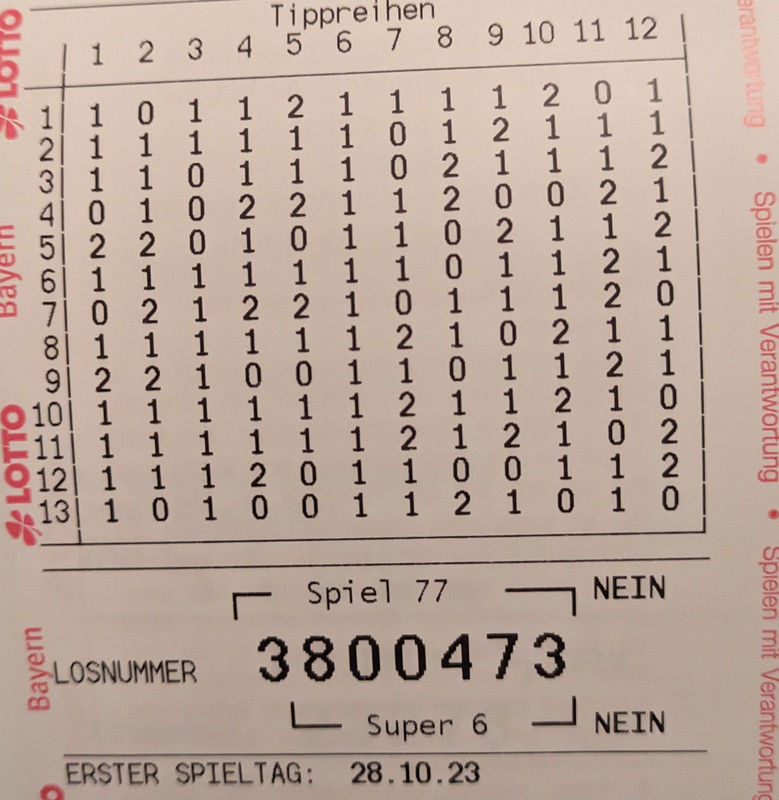 Tippreihen
1 2 3 4 5 6 7 8 9 10 11 12
1 1 0 1 1 2 1 1 1 1 2 0 1
2 1 1 1 1 1 1 0 1 2 1 1 1
3 1 1 0 1 1 1 0 2 1 1 1 2
4 0 1 0 2 2 1 1 2 0 0 2 1
5 2 2 0 1 0 1 1 0 2 1 1 2
6 1 1 1 1 1 1 1 0 1 1 2 1
7 0 2 1 2 2 1 0 1 1 1 2 0
8 1 1 1 1 1 1 2 1 0 2 1 1
9 2 2 1 0 0 1 1 0 1 1 2 1
10 1 1 1 1 1 1 2 1 1 2 1 0
11 1 1 1 1 1 1 2 1 2 1 0 2
12 1 1 1 2 0 1 1 0 0 1 1 2
13 1 0 1 0 0 1 1 2 1 0 1 0
Spiel 77 NEIN
LOSNUMMER 3800473
Super 6 NEIN
ERSTER SPIELTAG: 28.10.23
LOTTO
Bayern
LOTTO
Bayern
erantwortung
• Spielen mit Verantwortung
• Spielen mit Verantwortung